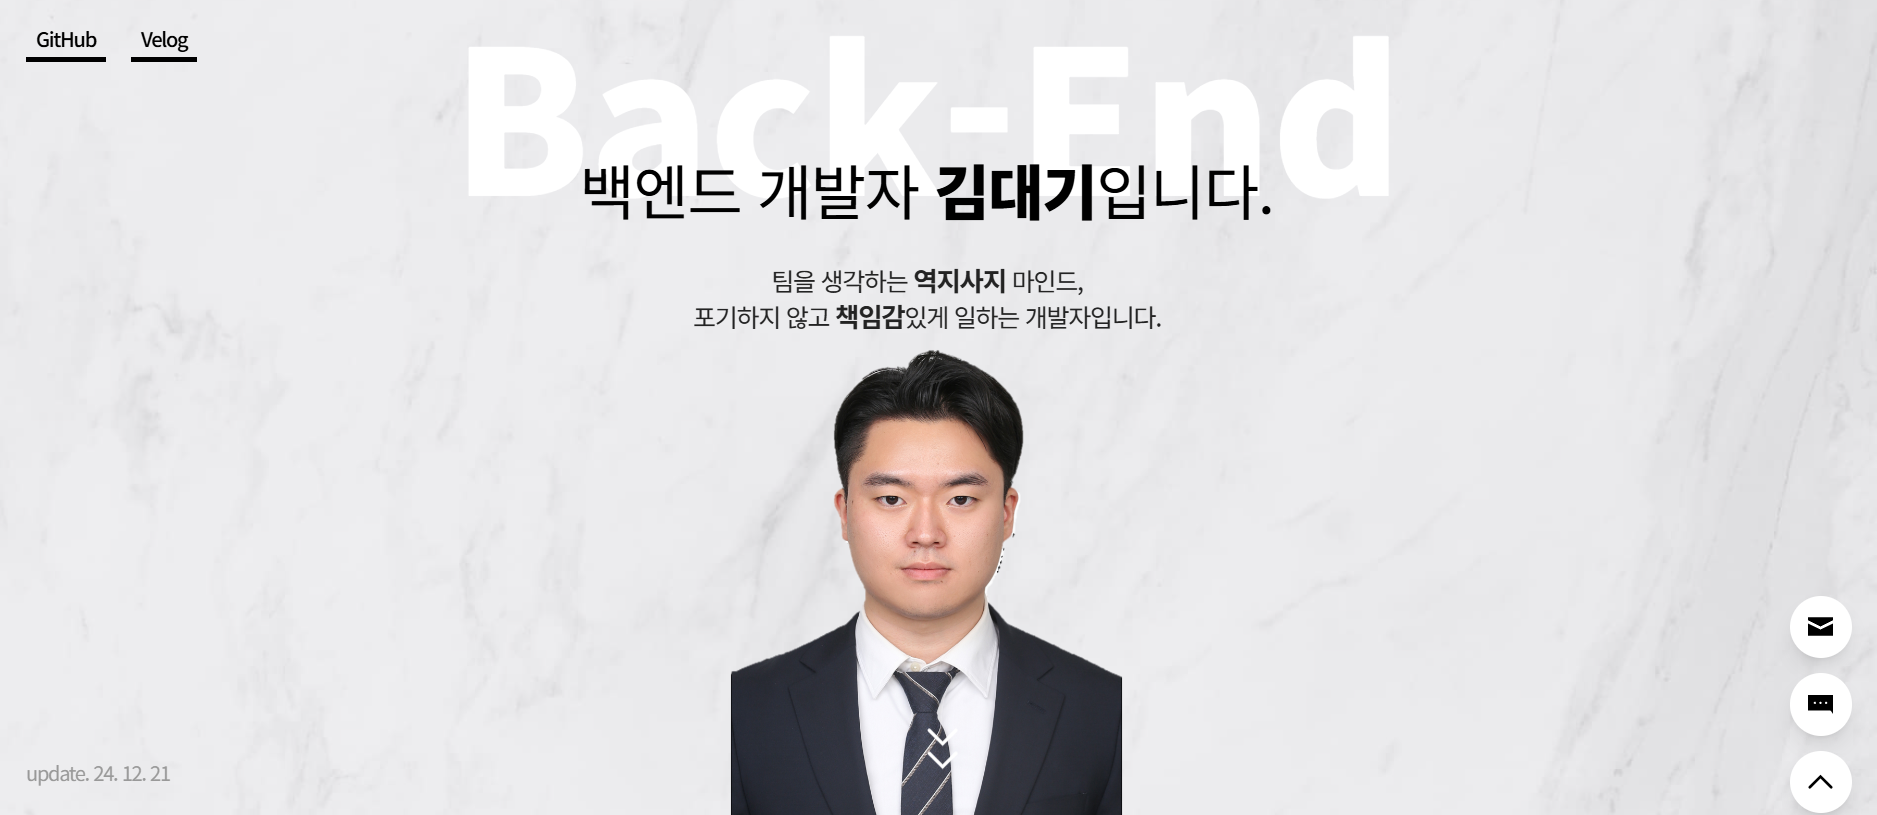 GitHub Velog
Back-End
백엔드 개발자 김대기입니다.
팀을 생각하는 역지사지 마인드,
포기하지 않고 책임감있게 일하는 개발자입니다.
update. 24. 12. 21